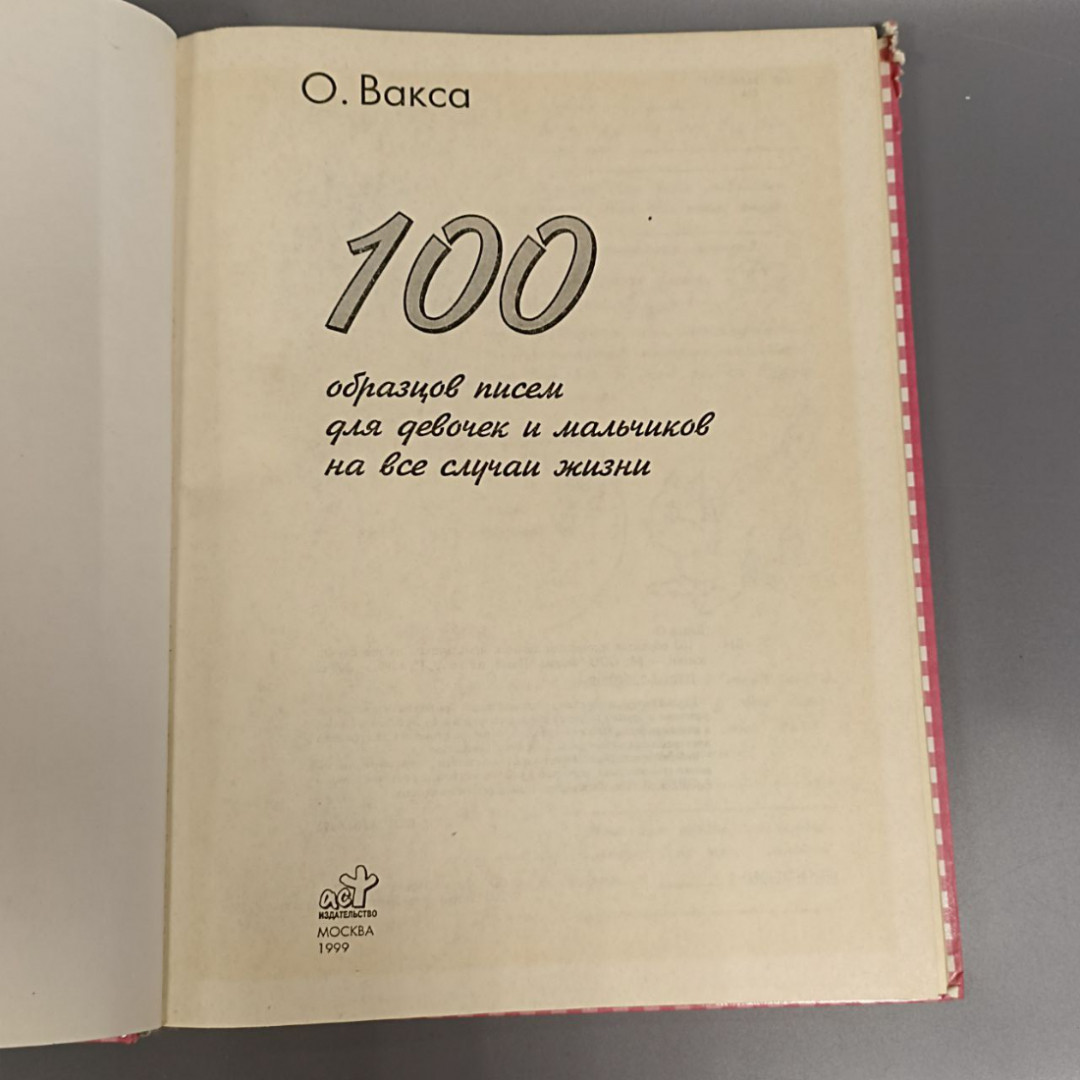 О. Вакса
100
образцов писем
для девочек и мальчиков
на все случаи жизни
аст
ИЗДАТЕЛЬСТВО
МОСКВА
1999